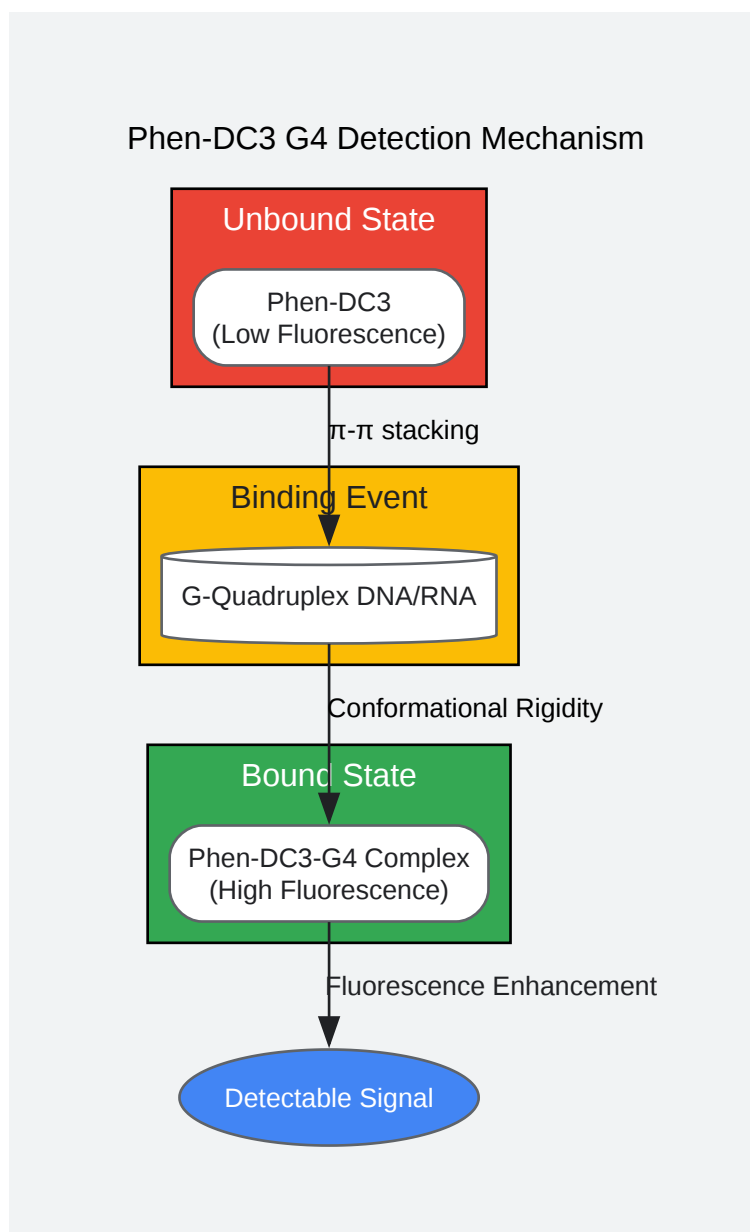 Phen-DC3 G4 Detection Mechanism
Unbound State
Phen-DC3
(Low Fluorescence)
π-π stacking
Binding Event
G-Quadruplex DNA/RNA
Conformational Rigidity
Bound State
Phen-DC3-G4 Complex
(High Fluorescence)
Fluorescence Enhancement
Detectable Signal